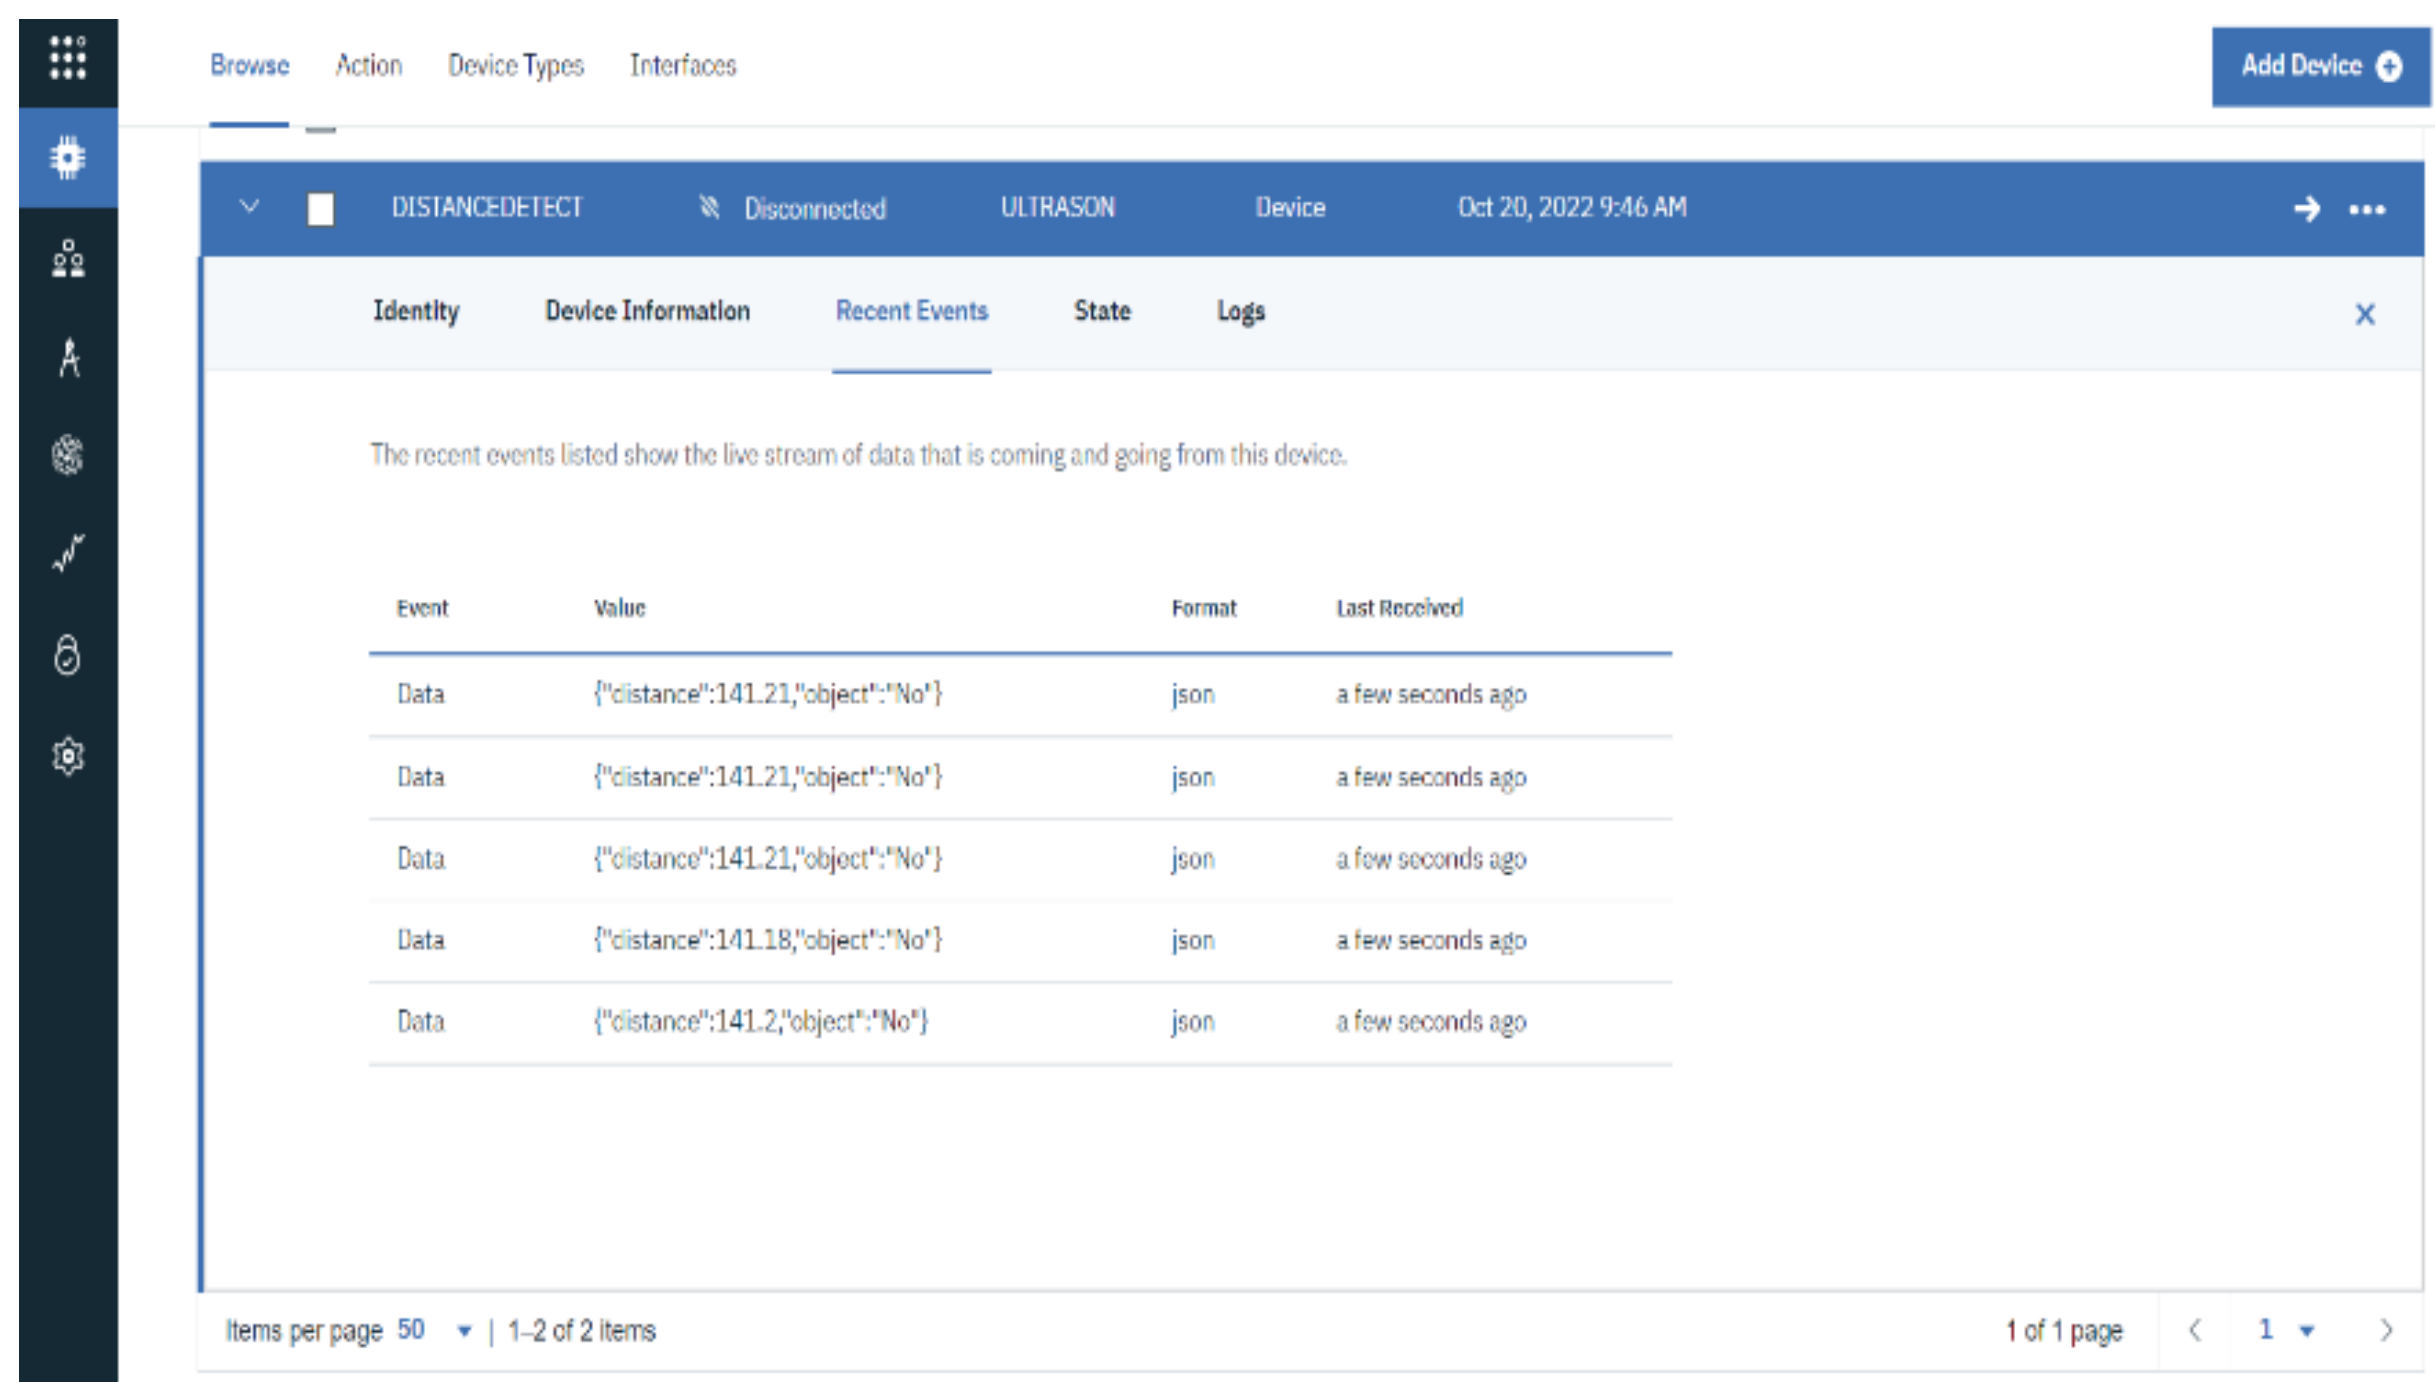 Browse Action Device Types Interfaces Add Device
DISTANCEDETECT Disconnected ULTRASON Device Oct 20, 2022 9:46 AM
Identity Device Information Recent Events State Logs
The recent events listed show the live stream of data that is coming and going from this device.
Event Value Format Last Received
Data {"distance":141.21,"object":"No"} json a few seconds ago
Data {"distance":141.21,"object":"No"} json a few seconds ago
Data {"distance":141.21,"object":"No"} json a few seconds ago
Data {"distance":141.18,"object":"No"} json a few seconds ago
Data {"distance":141.2,"object":"No"} json a few seconds ago
Items per page 50 | 1–2 of 2 items 1 of 1 page 1